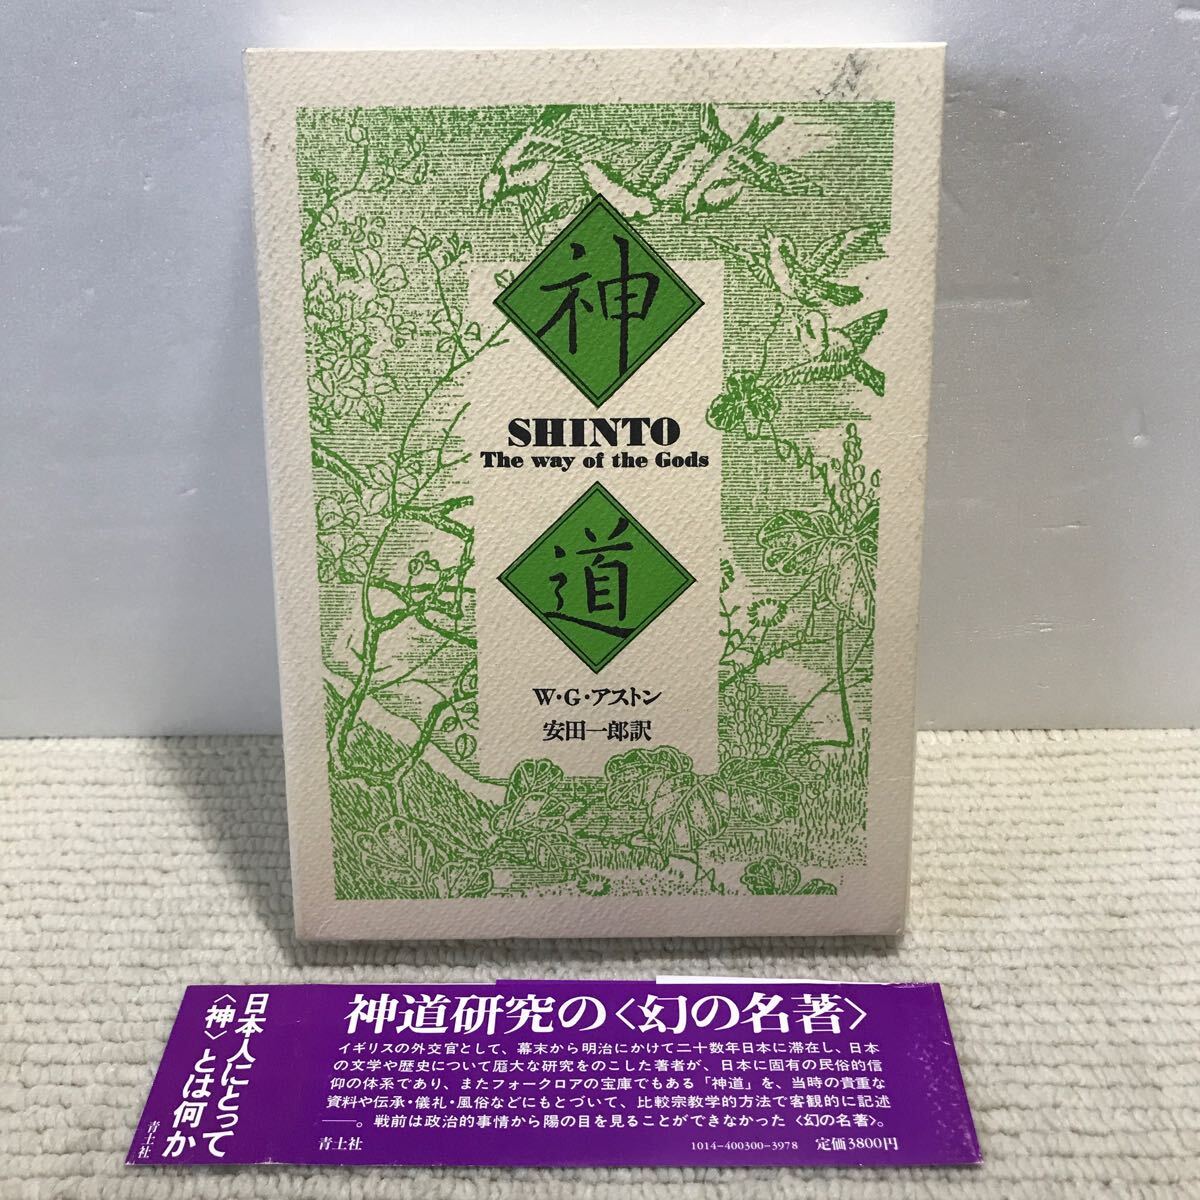 神
SHINTO
The way of the Gods
道
W・G・アストン
安田一郎訳
日本人にとって
〈神〉とは何か
青土社
神道研究の〈幻の名著〉
イギリスの外交官として、幕末から明治にかけて二十数年日本に滞在し、日本
の文学や歴史について厖大な研究をのこした著者が、日本に固有の民俗的信
仰の体系であり、またフォークロアの宝庫でもある「神道」を、当時の貴重な
資料や伝承・儀礼・風俗などにもとづいて、比較宗教学的方法で客観的に記述
――。戦前は政治的事情から陽の目を見ることができなかった〈幻の名著〉。
青土社
1014-400300-3978 定価3800円